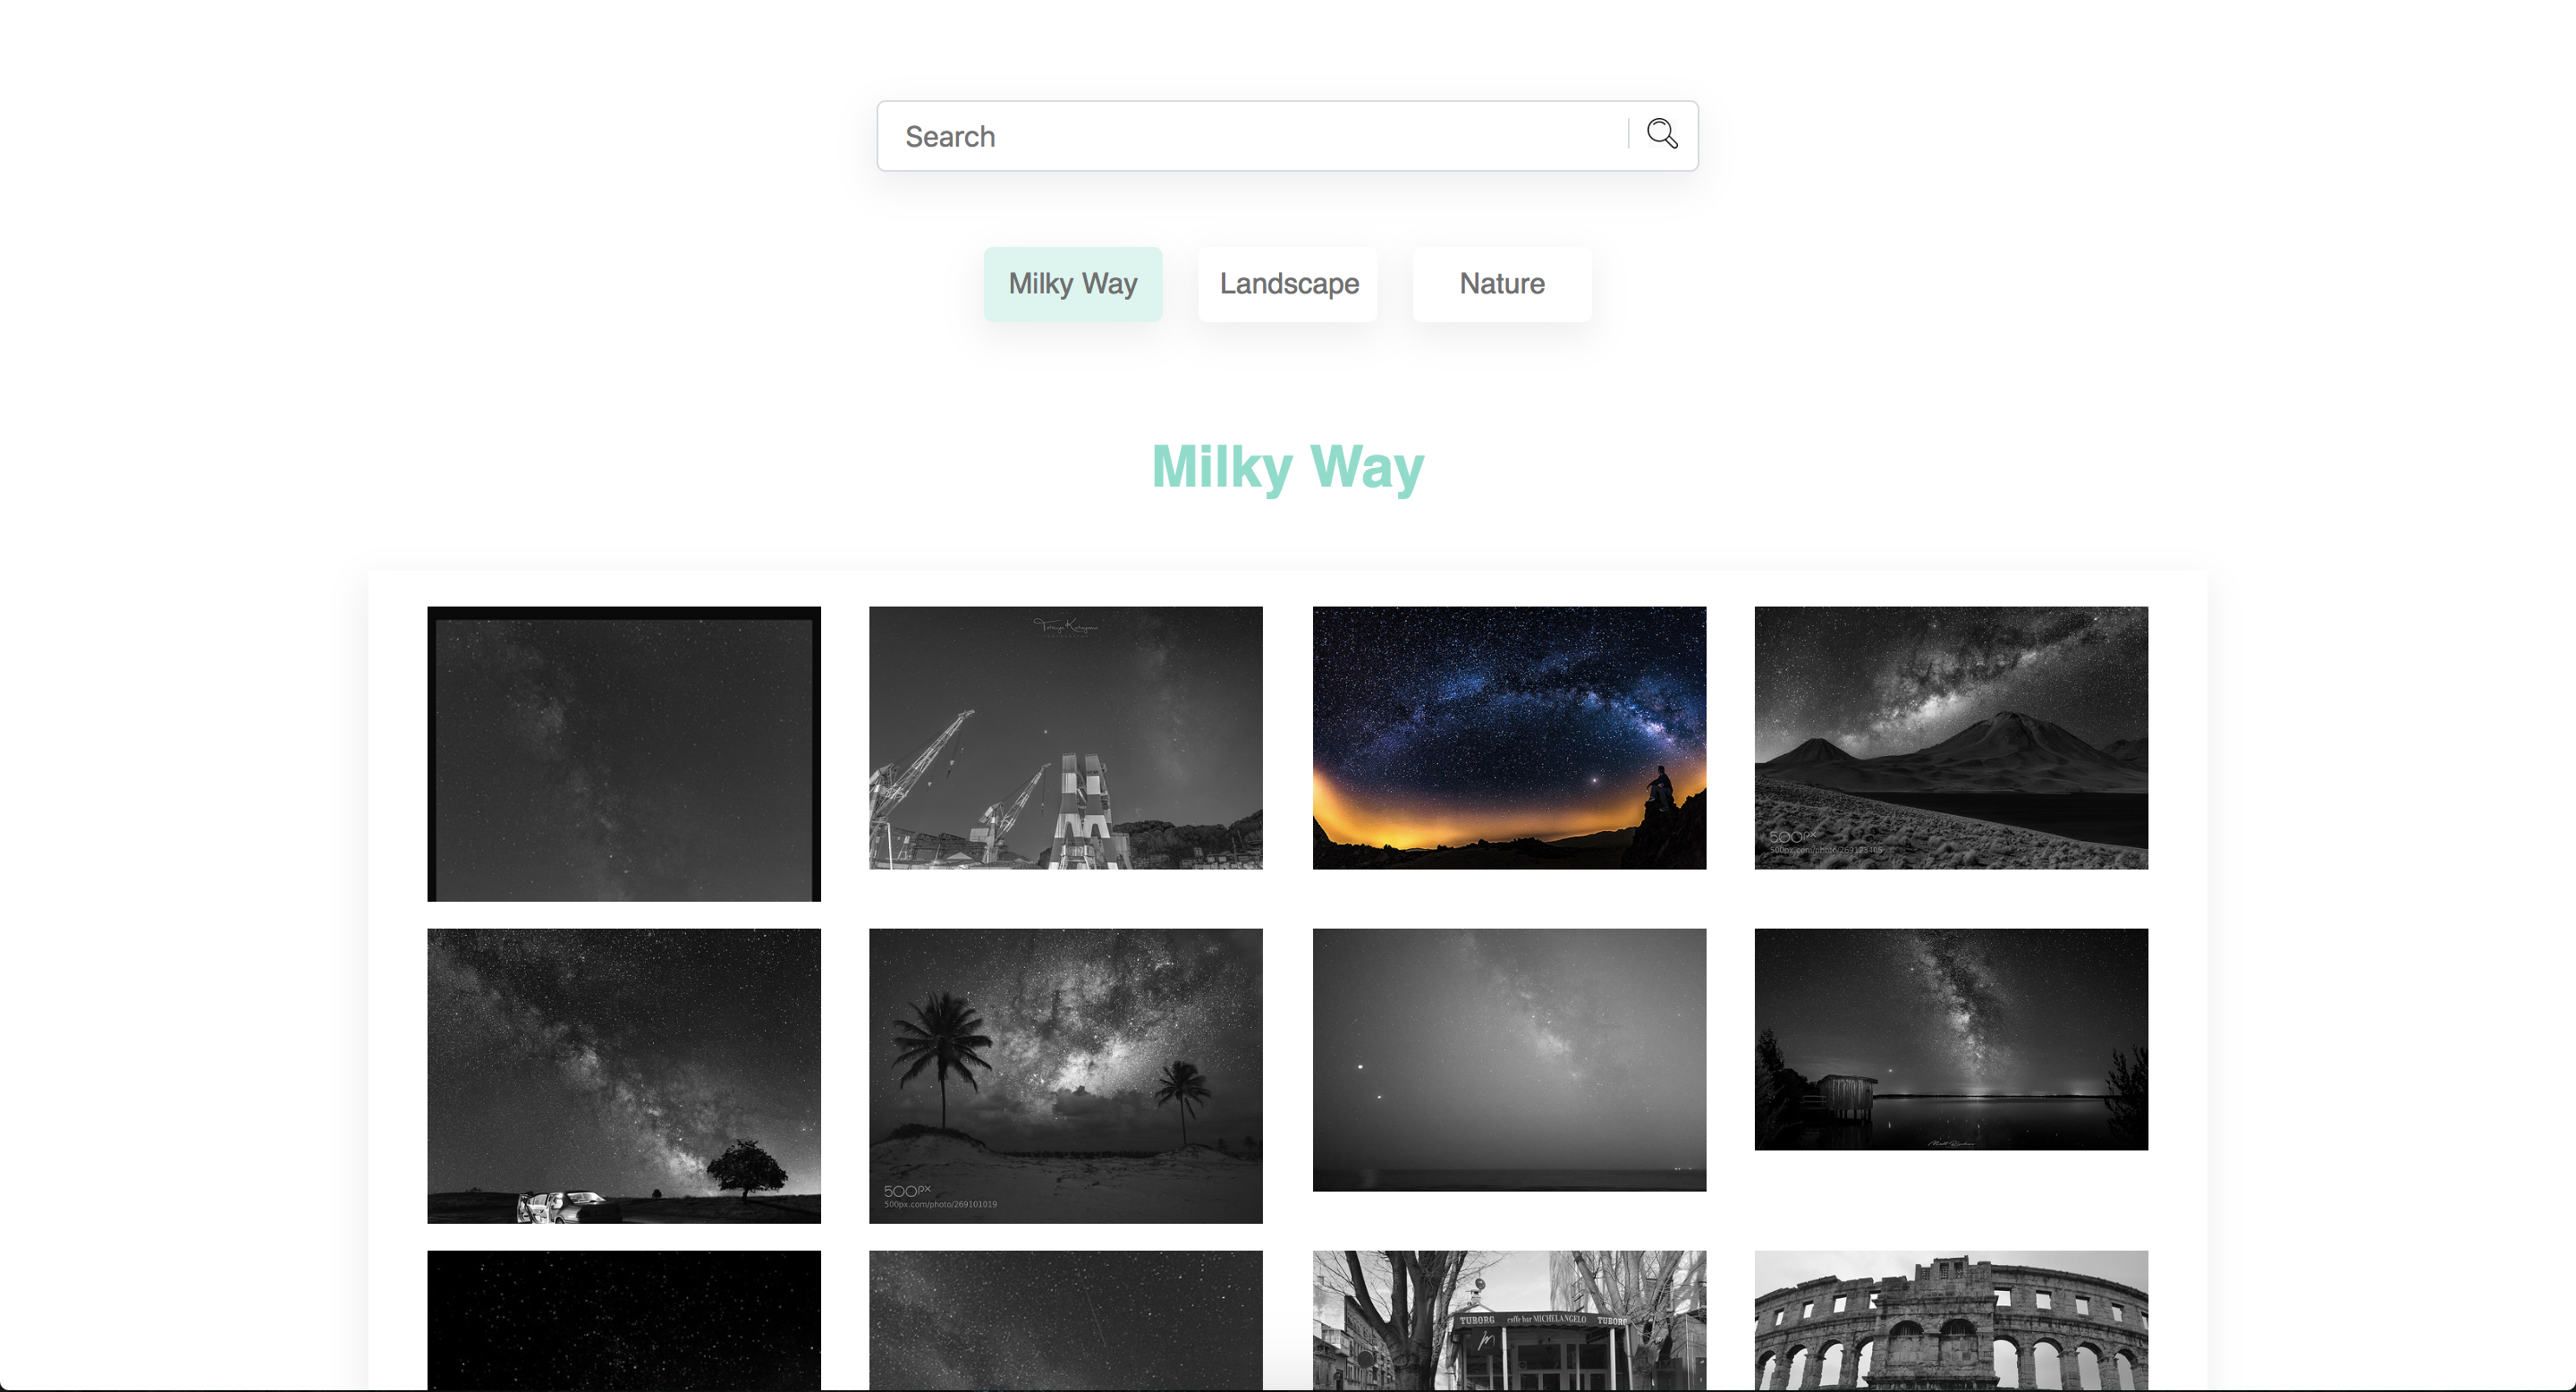 Search
Milky Way
Landscape
Nature
Milky Way
500px
500px.com/photo/269123405
500px
500px.com/photo/269101019
TUBORG
caffe bar MICHELANGELO
TUBORG